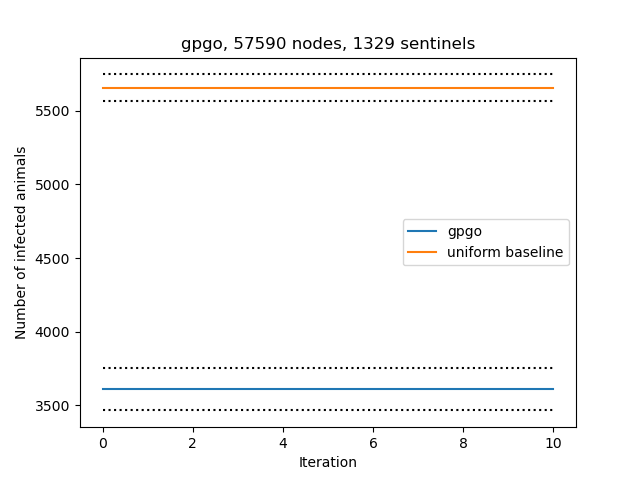 gpgo, 57590 nodes, 1329 sentinels
Number of infected animals
5500
5000
4500
4000
3500
gpgo
uniform baseline
0 2 4 6 8 10
Iteration